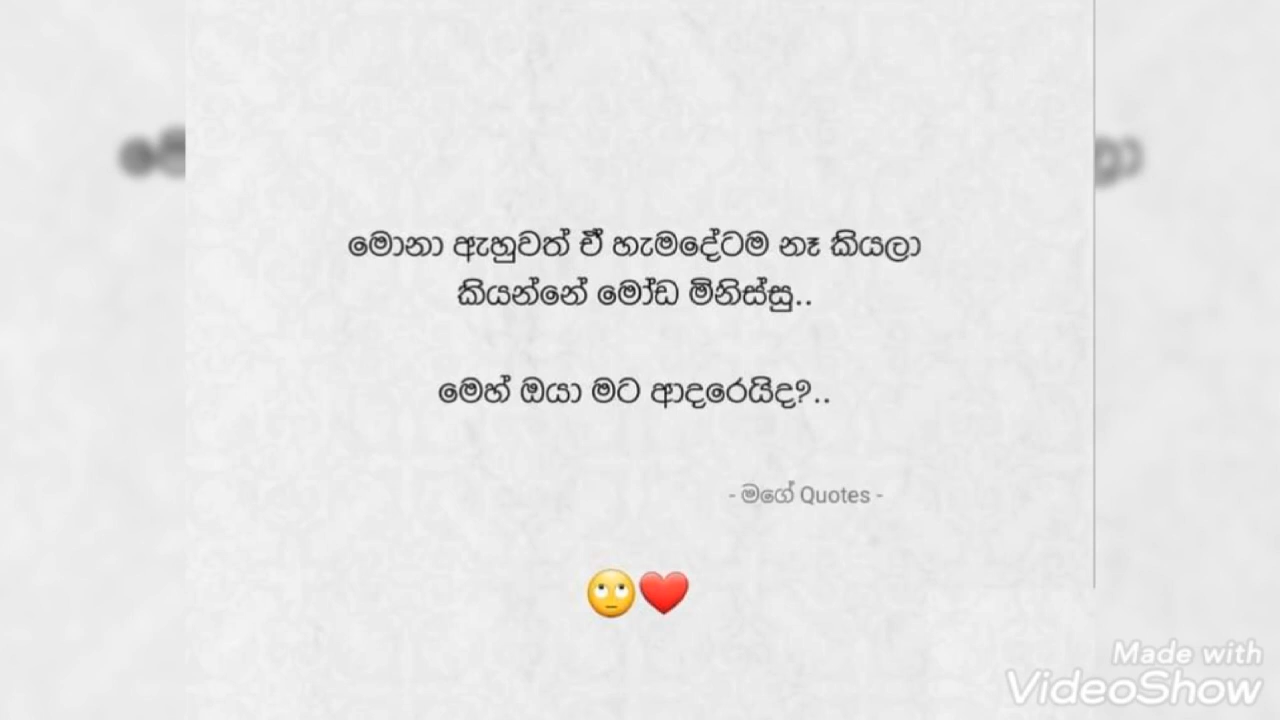 මොනා ඇහුවත් ඒ හැමදේටම නෑ කියලා
කියන්නේ මෝඩ මිනිස්සු..
මෙහ් ඔයා මට ආදරෙයිද?..
- මගේ Quotes -
🙄❤️
Made with
VideoShow